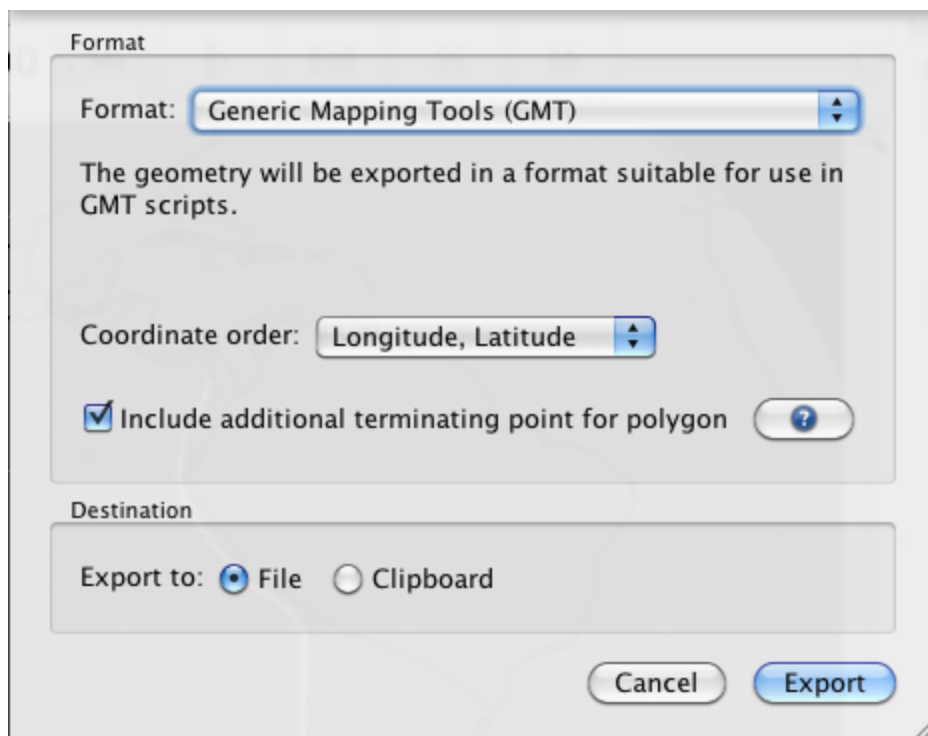 Format
Format: Generic Mapping Tools (GMT)
The geometry will be exported in a format suitable for use in
GMT scripts.
Coordinate order: Longitude, Latitude
Include additional terminating point for polygon ?
Destination
Export to: File Clipboard
Cancel Export